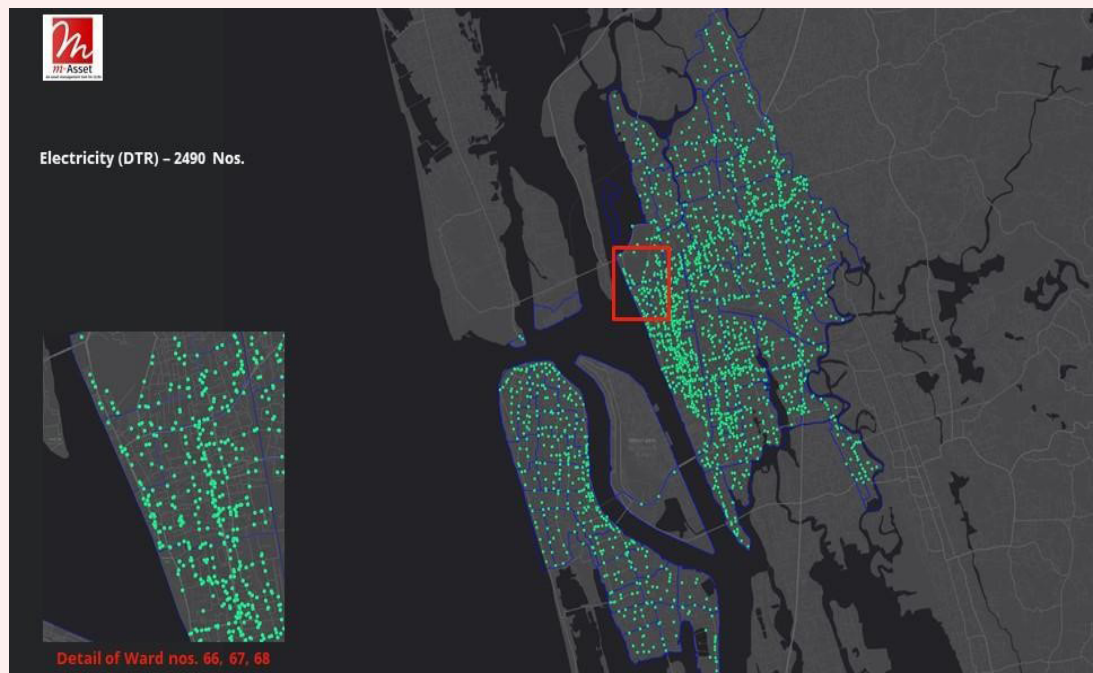 m-Asset
Electricity (DTR) – 2490 Nos.
Detail of Ward nos. 66, 67, 68